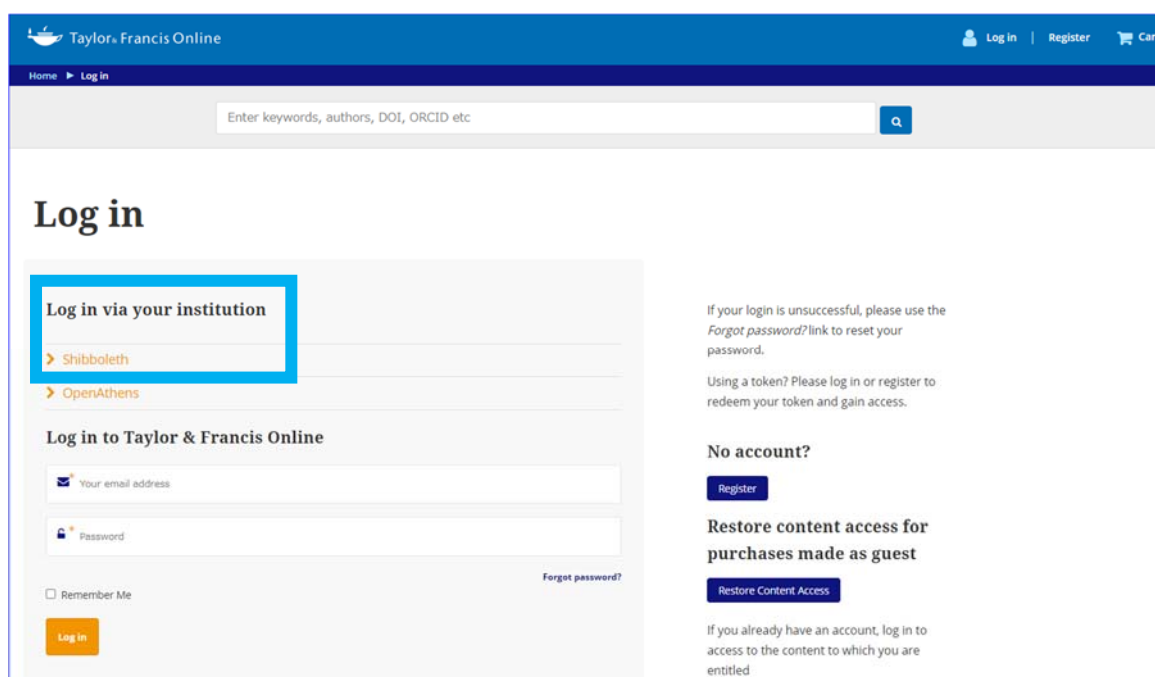 Taylor & Francis Online
Log in | Register
Home Log in
Enter keywords, authors, DOI, ORCID etc
Log in
Log in via your institution
Shibboleth
OpenAthens
Log in to Taylor & Francis Online
* Your email address
* Password
Forgot password?
Remember Me
Log in
If your login is unsuccessful, please use the
Forgot password? link to reset your
password.
Using a token? Please log in or register to
redeem your token and gain access.
No account?
Register
Restore content access for
purchases made as guest
Restore Content Access
If you already have an account, log in to
access to the content to which you are
entitled